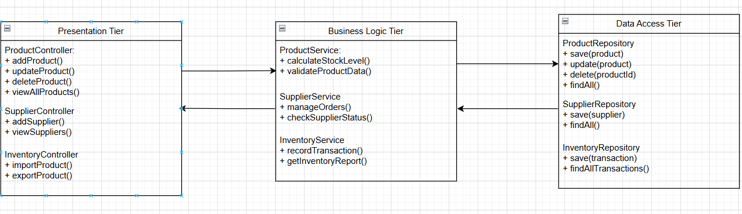 Presentation Tier
ProductController:
+ addProduct()
+ updateProduct()
+ deleteProduct()
+ viewAllProducts()
SupplierController
+ addSupplier()
+ viewSuppliers()
InventoryController
+ importProduct()
+ exportProduct()
Business Logic Tier
ProductService:
+ calculateStockLevel()
+ validateProductData()
SupplierService
+ manageOrders()
+ checkSupplierStatus()
InventoryService
+ recordTransaction()
+ getInventoryReport()
Data Access Tier
ProductRepository
+ save(product)
+ update(product)
+ delete(productId)
+ findAll()
SupplierRepository
+ save(supplier)
+ findAll()
InventoryRepository
+ save(transaction)
+ findAllTransactions()